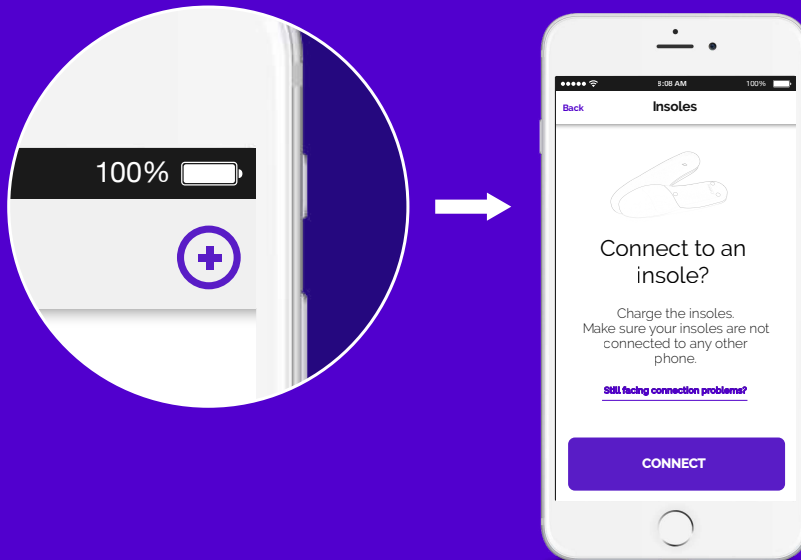 100%
8:08 AM
100%
Back
Insoles
Connect to an
insole?
Charge the insoles.
Make sure your insoles are not
connected to any other
phone.
Still facing connection problems?
CONNECT